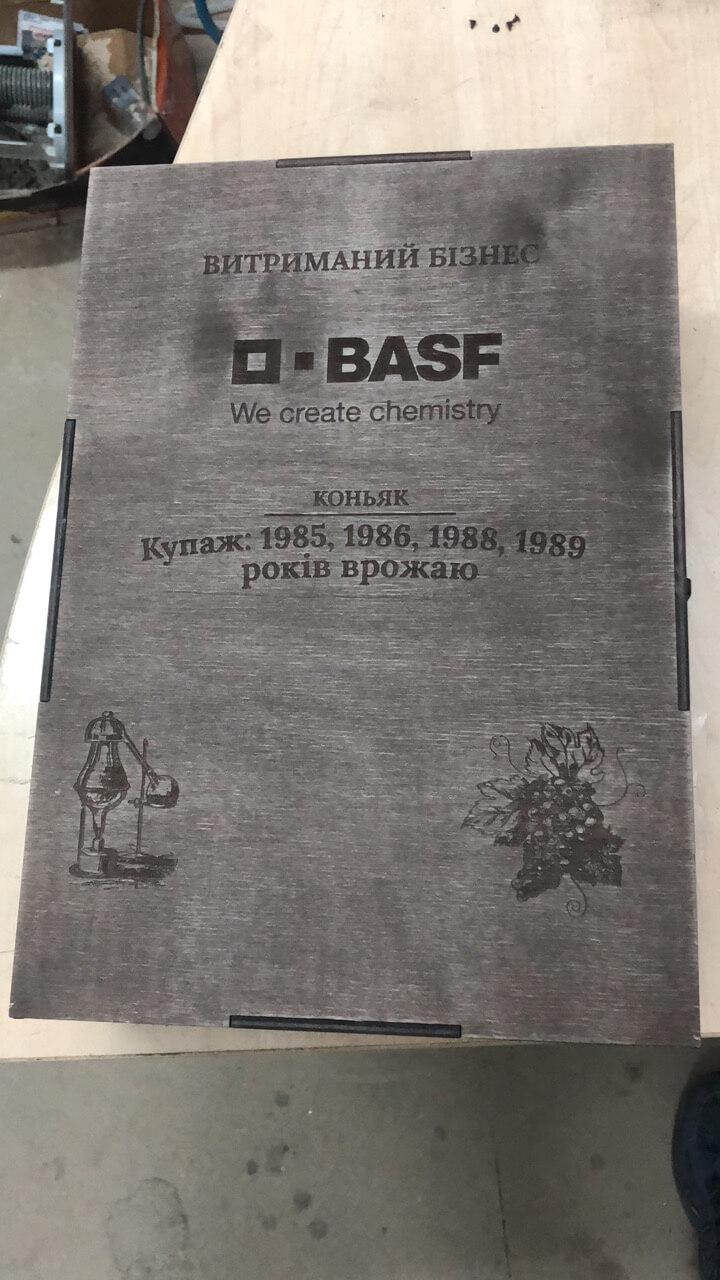 ВИТРИМАНИЙ БІЗНЕС
BASF
We create chemistry
КОНЬЯК
Купаж: 1985, 1986, 1988, 1989
років врожаю